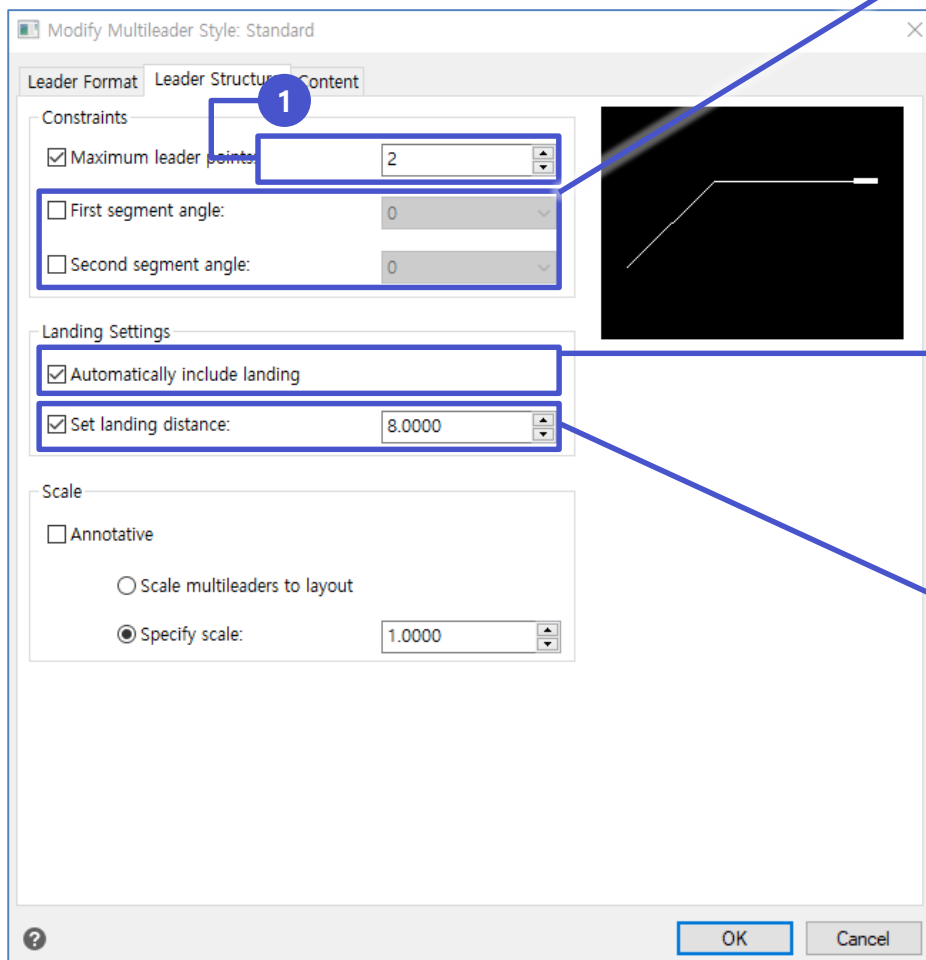 Modify Multileader Style: Standard
Leader Format Leader Structure Content
1
Constraints
Maximum leader points: 2
First segment angle: 0
Second segment angle: 0
Landing Settings
Automatically include landing
Set landing distance: 8.0000
Scale
Annotative
Scale multileaders to layout
Specify scale: 1.0000
?
OK Cancel